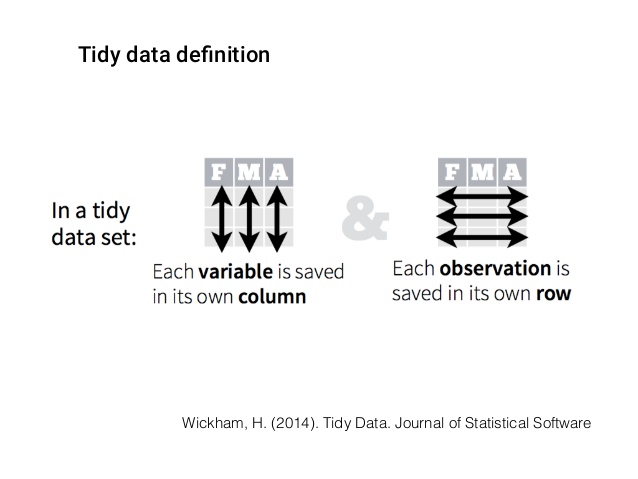 Tidy data definition
F M A
F M A
&
In a tidy
data set:
Each variable is saved
in its own column
Each observation is
saved in its own row
Wickham, H. (2014). Tidy Data. Journal of Statistical Software